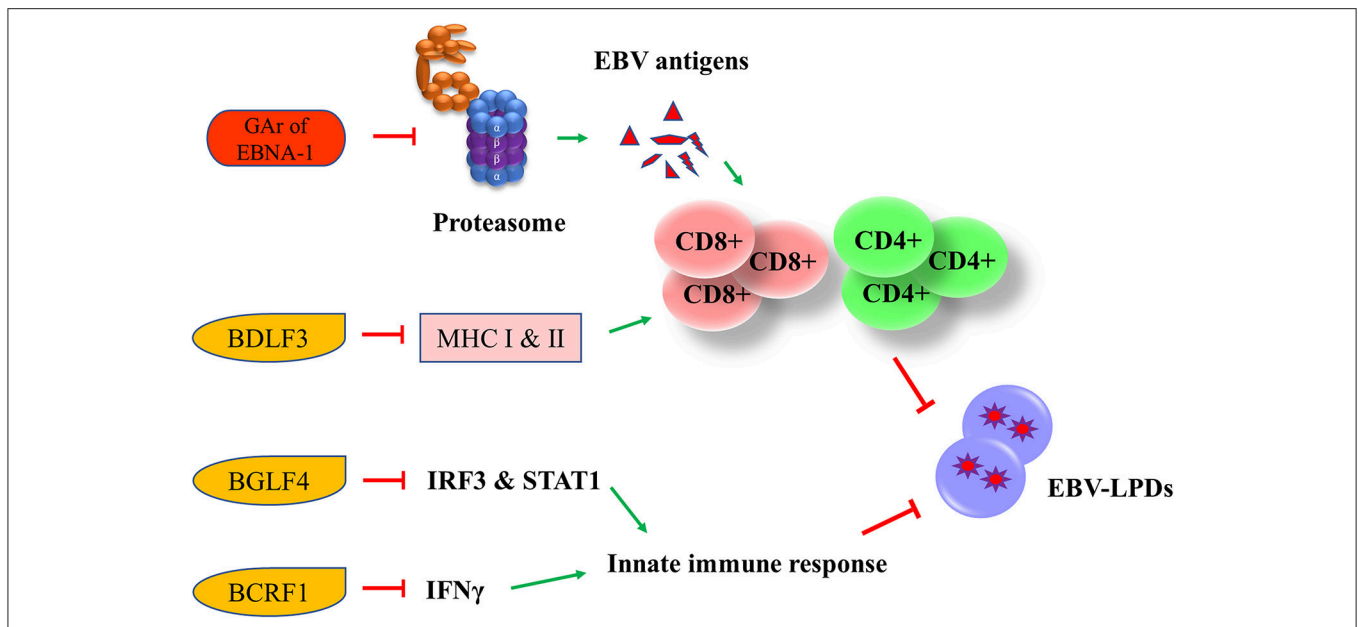 EBV antigens
GAr of
EBNA-1
α
β
β
α
Proteasome
CD8+
CD8+
CD8+
CD4+
CD4+
CD4+
BDLF3
MHC I & II
BGLF4
IRF3 & STAT1
EBV-LPDs
Innate immune response
BCRF1
IFNγ